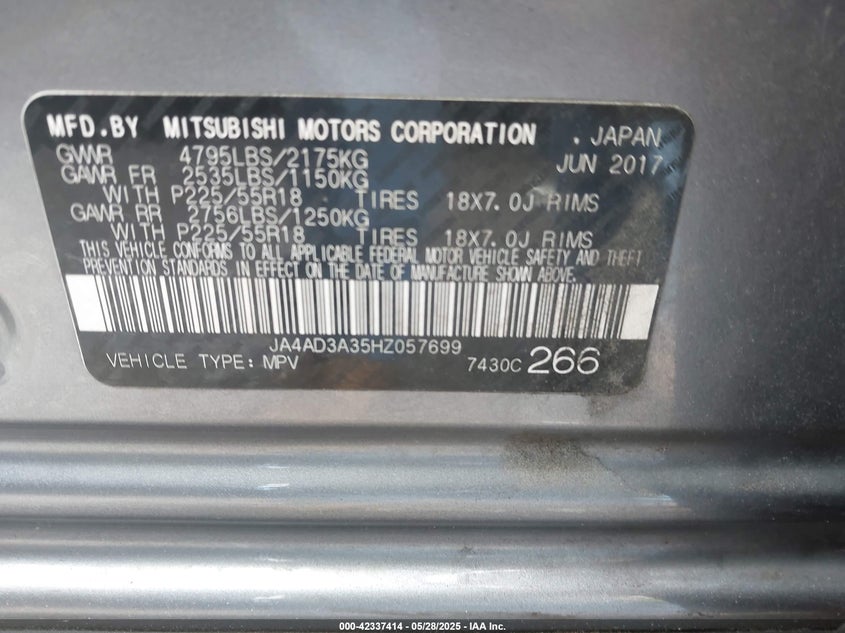 MFD.BY MITSUBISHI MOTORS CORPORATION . JAPAN
GVWR 4795LBS/2175KG JUN 2017
GAWR FR 2535LBS/1150KG
WITH P225/55R18 TIRES 18X7.0J RIMS
GAWR RR 2756LBS/1250KG
WITH P225/55R18 TIRES 18X7.0J RIMS
THIS VEHICLE CONFORMS TO ALL APPLICABLE FEDERAL MOTOR VEHICLE SAFETY AND THEFT
PREVENTION STANDARDS IN EFFECT ON THE DATE OF MANUFACTURE SHOWN ABOVE.
JA4AD3A35HZ057699
VEHICLE TYPE: MPV 7430C 266
000-42337414 - 05/28/2025 - IAA Inc.